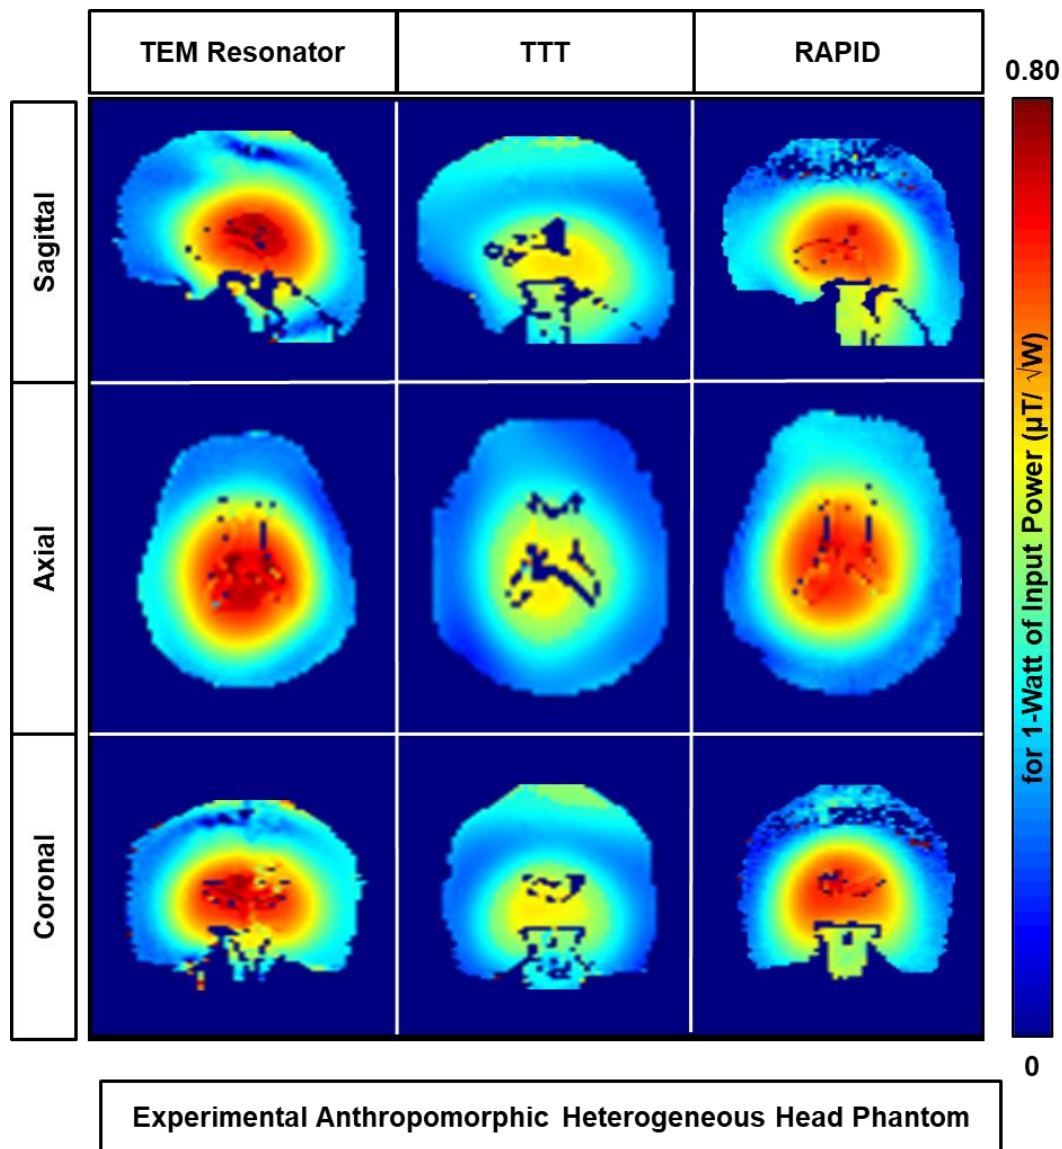 TEM Resonator
TTT
RAPID
0.80
Sagittal
Axial
Coronal
for 1-Watt of Input Power (μT/ √W)
0
Experimental Anthropomorphic Heterogeneous Head Phantom